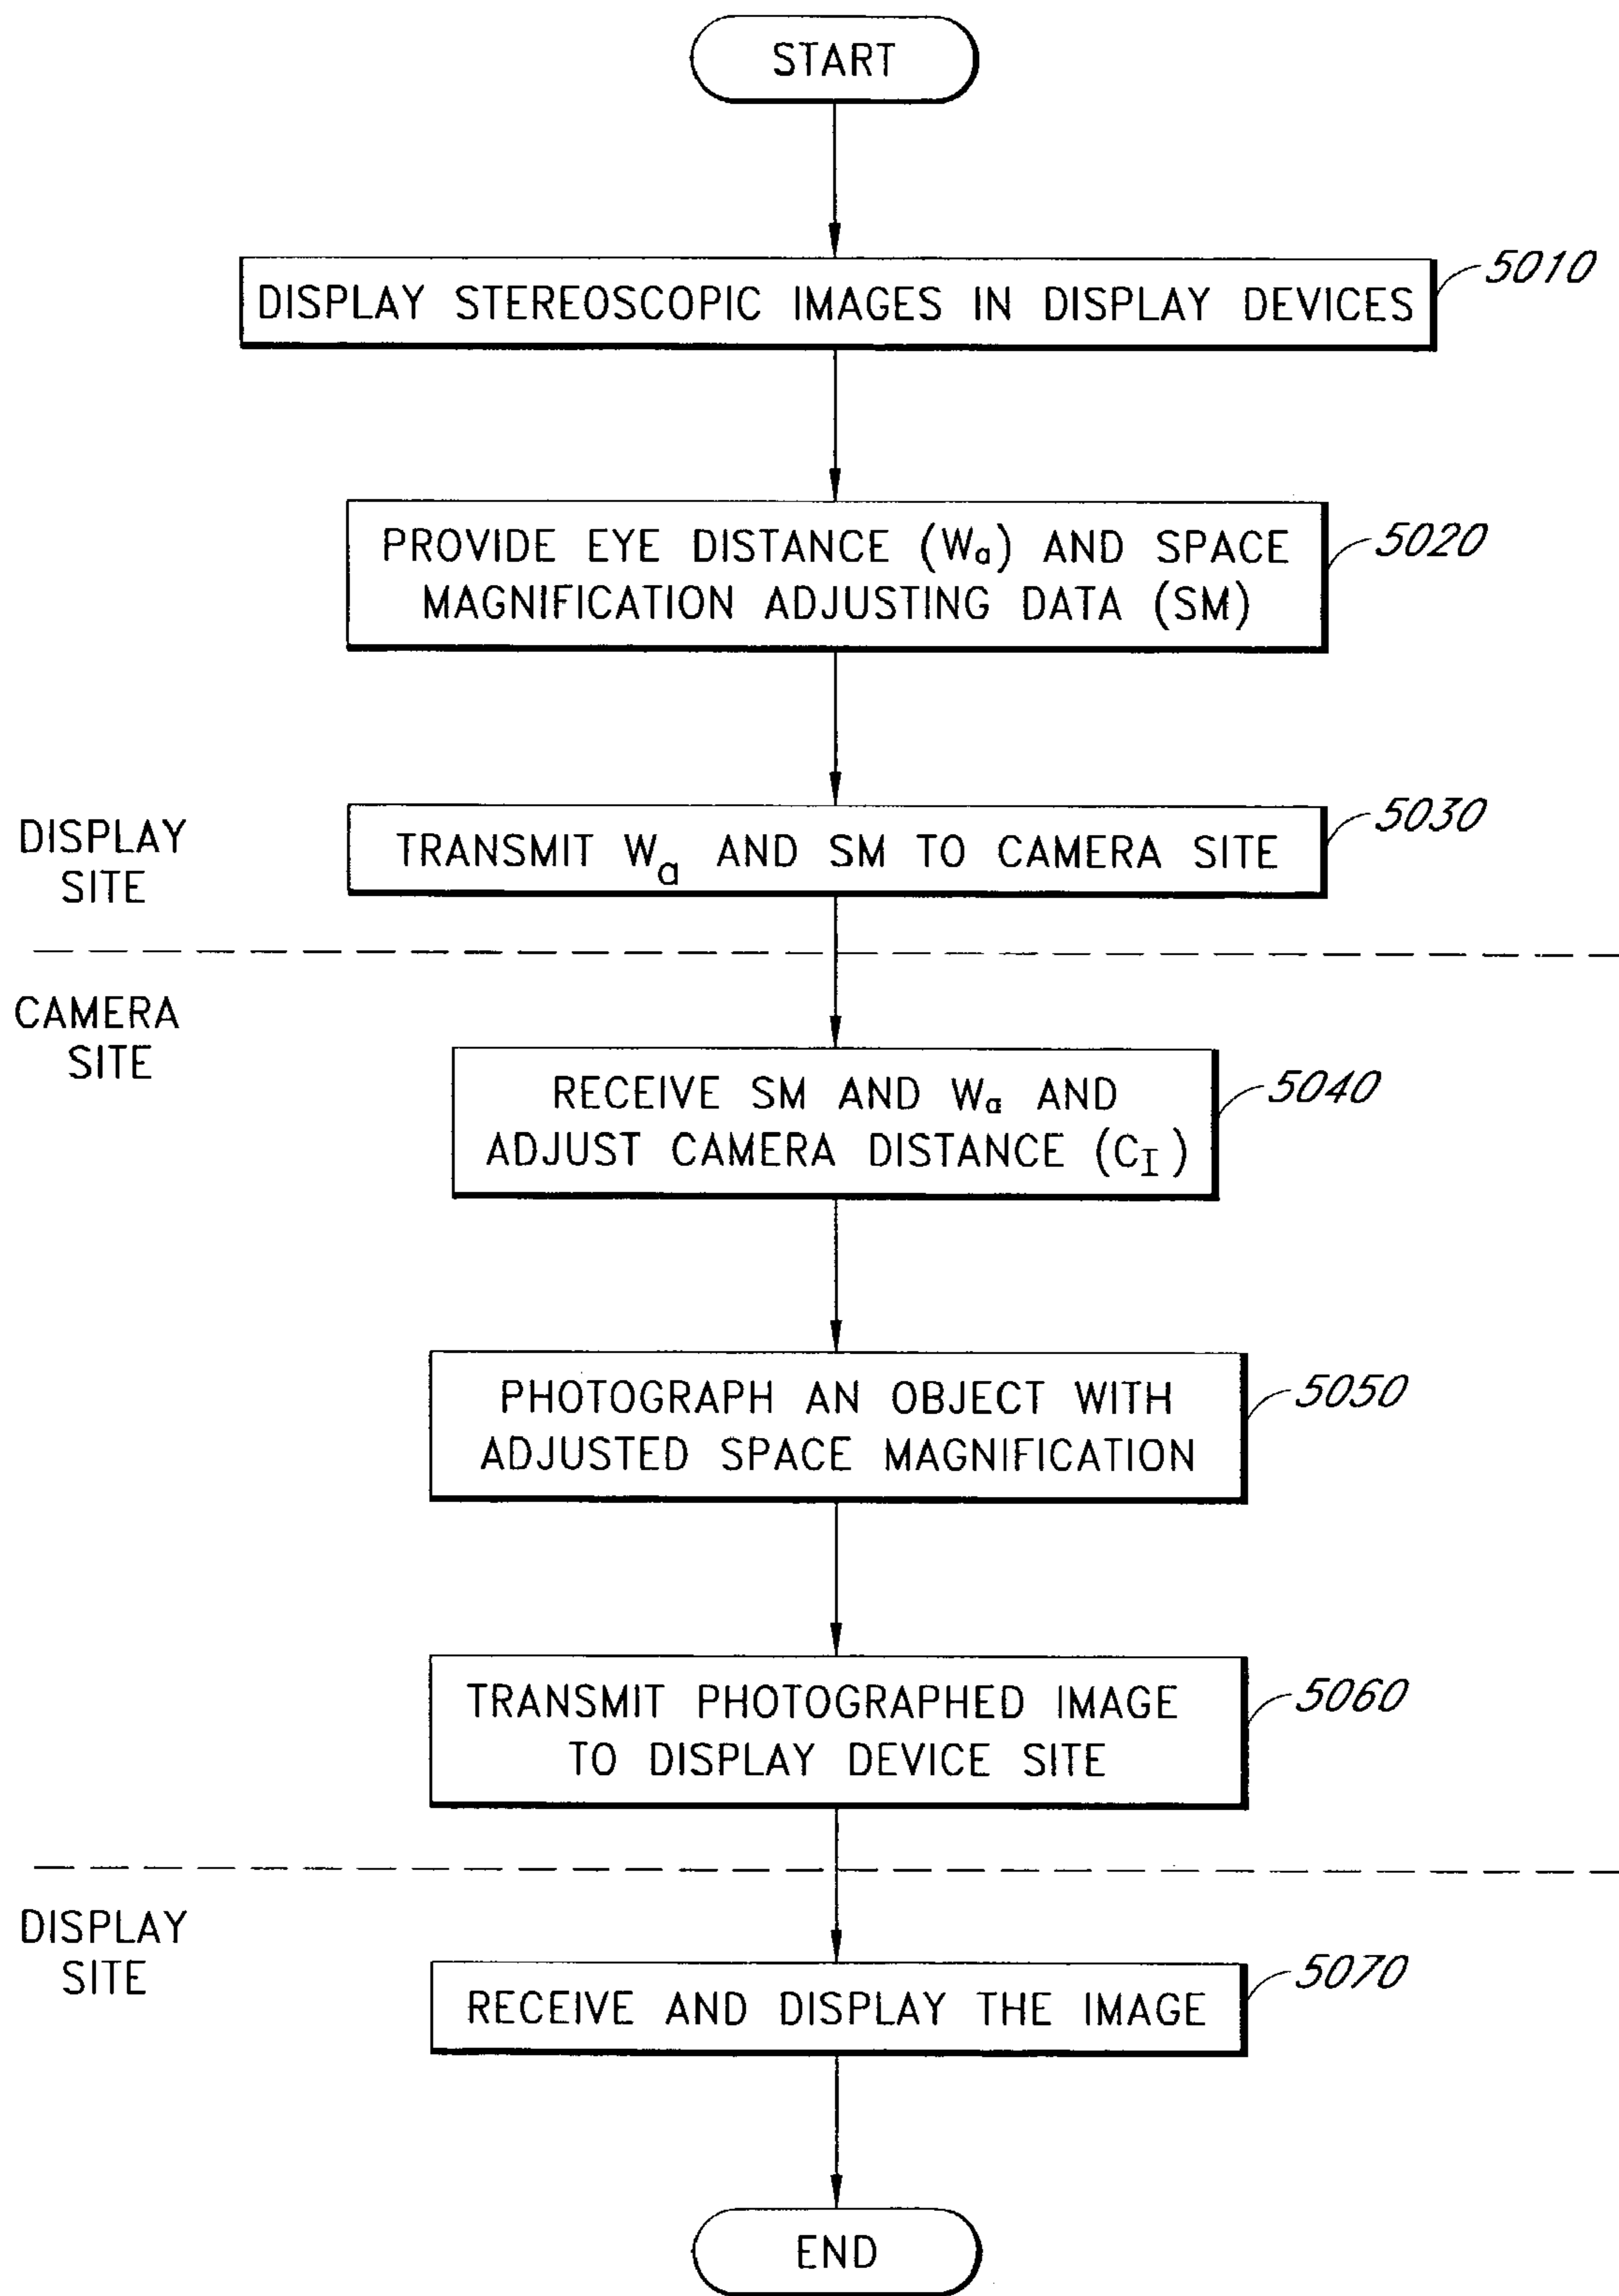 START
5010
DISPLAY STEREOSCOPIC IMAGES IN DISPLAY DEVICES
5020
PROVIDE EYE DISTANCE (Wa) AND SPACE
MAGNIFICATION ADJUSTING DATA (SM)
5030
DISPLAY
SITE
TRANSMIT Wa AND SM TO CAMERA SITE
CAMERA
SITE
5040
RECEIVE SM AND Wa AND
ADJUST CAMERA DISTANCE (CI)
5050
PHOTOGRAPH AN OBJECT WITH
ADJUSTED SPACE MAGNIFICATION
5060
TRANSMIT PHOTOGRAPHED IMAGE
TO DISPLAY DEVICE SITE
DISPLAY
SITE
5070
RECEIVE AND DISPLAY THE IMAGE
END